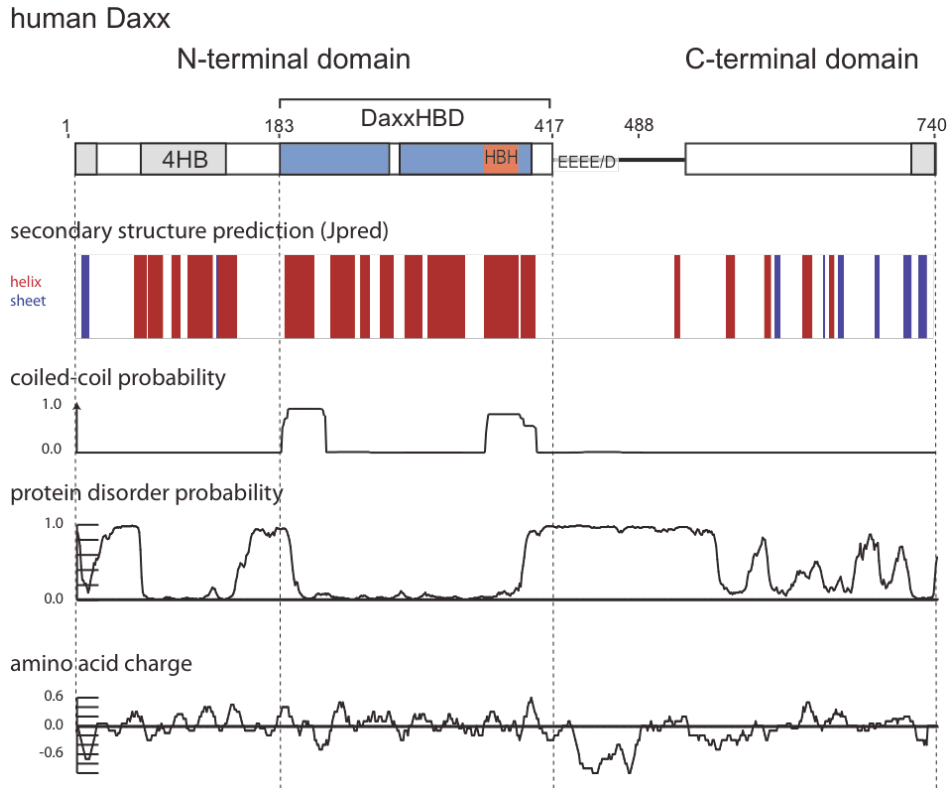 human Daxx
N-terminal domain C-terminal domain
DaxxHBD
1 183 417 488 740
4HB HBH EEEE/D
secondary structure prediction (Jpred)
helix
sheet
coiled-coil probability
1.0
0.0
protein disorder probability
1.0
0.0
amino acid charge
0.6
0.0
-0.6